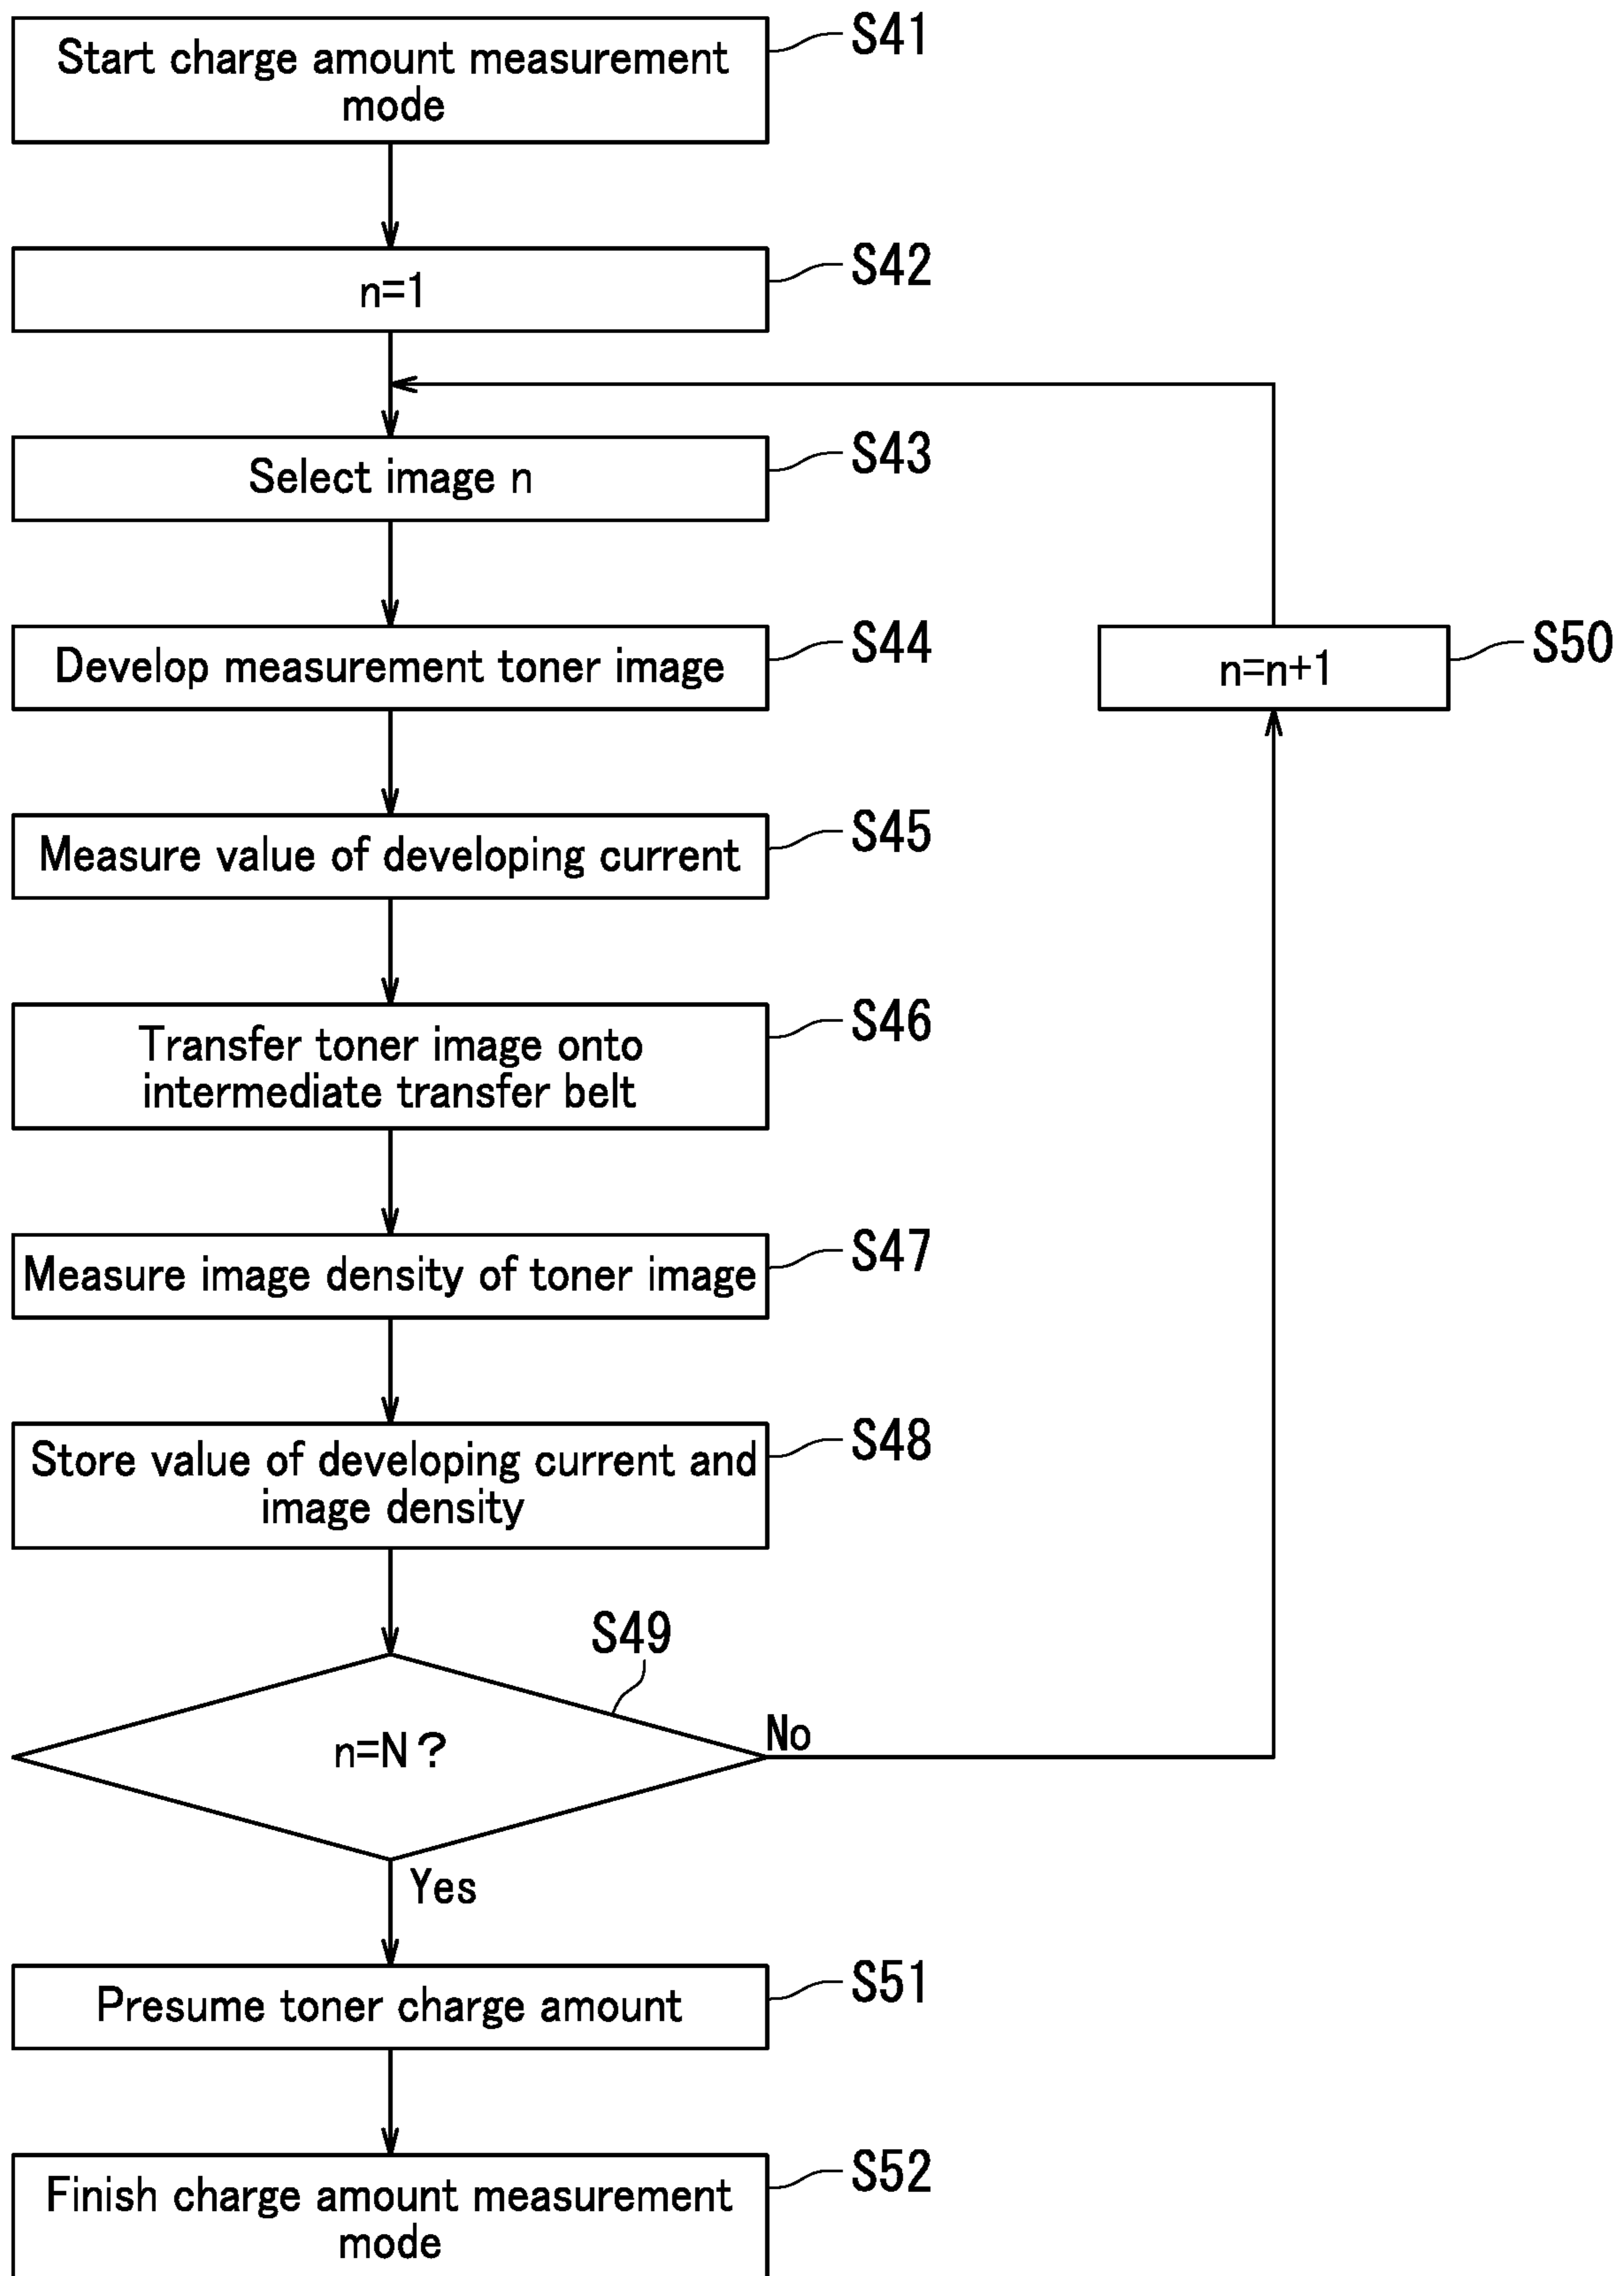 Start charge amount measurement
mode
S41
n=1
S42
Select image n
S43
Develop measurement toner image
S44
n=n+1
S50
Measure value of developing current
S45
Transfer toner image onto
intermediate transfer belt
S46
Measure image density of toner image
S47
Store value of developing current and
image density
S48
S49
n=N?
No
Yes
Presume toner charge amount
S51
Finish charge amount measurement
mode
S52